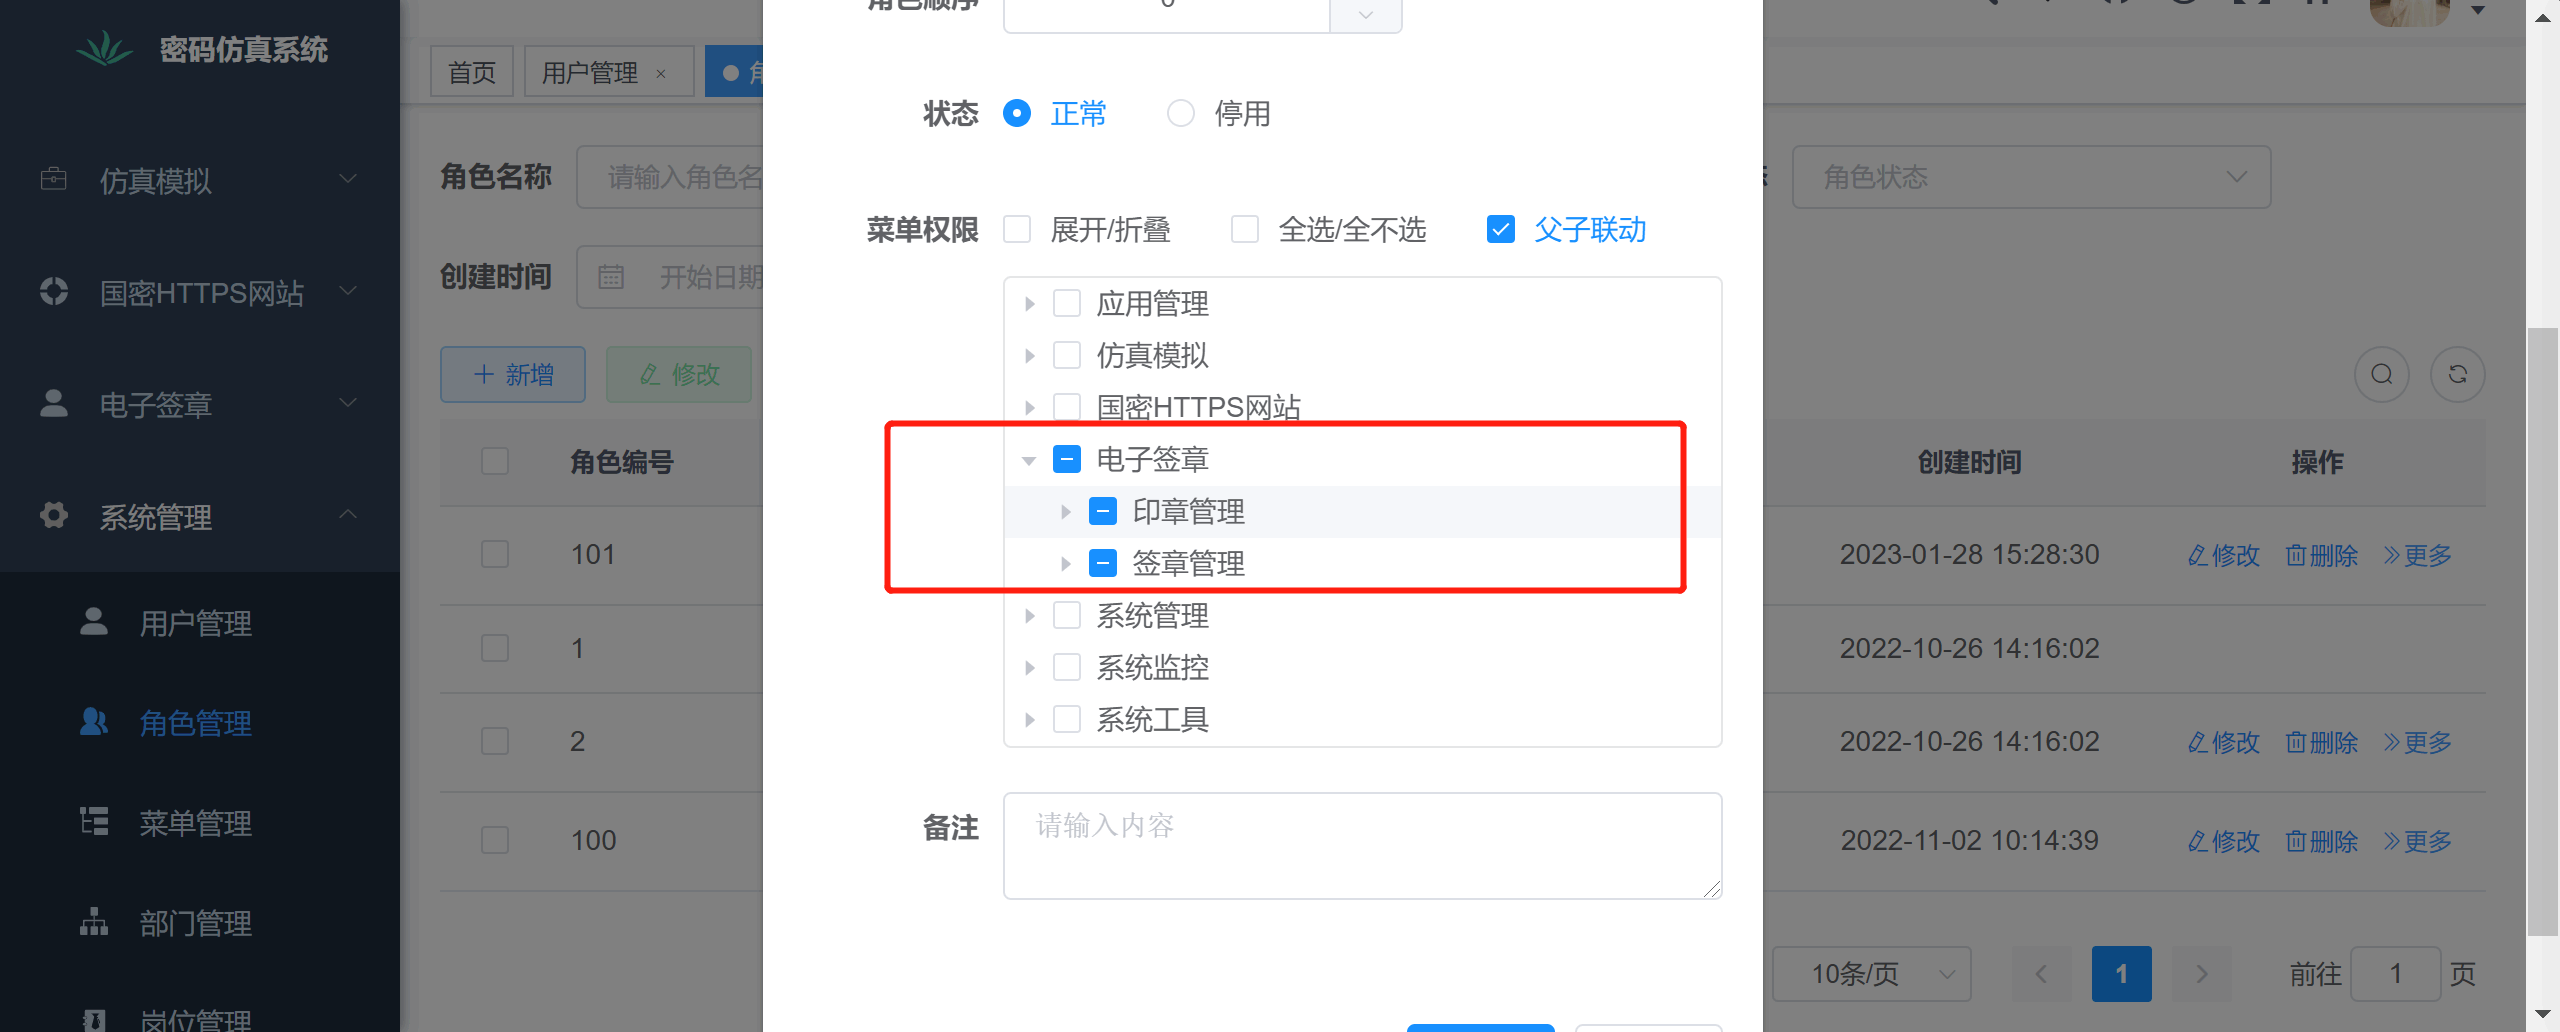 密码仿真系统
仿真模拟
国密HTTPS网站
电子签章
系统管理
用户管理
角色管理
菜单管理
部门管理
岗位管理
首页
用户管理 ×
角色名称 请输入角色名
创建时间 开始日期
+ 新增
修改
角色编号
101
1
2
100
角色顺序 0
状态 正常 停用
菜单权限 展开/折叠 全选/全不选 父子联动
应用管理
仿真模拟
国密HTTPS网站
电子签章
印章管理
签章管理
系统管理
系统监控
系统工具
备注 请输入内容
角色状态
创建时间 操作
2023-01-28 15:28:30 修改 删除 更多
2022-10-26 14:16:02
2022-10-26 14:16:02 修改 删除 更多
2022-11-02 10:14:39 修改 删除 更多
10条/页 1 前往 1 页